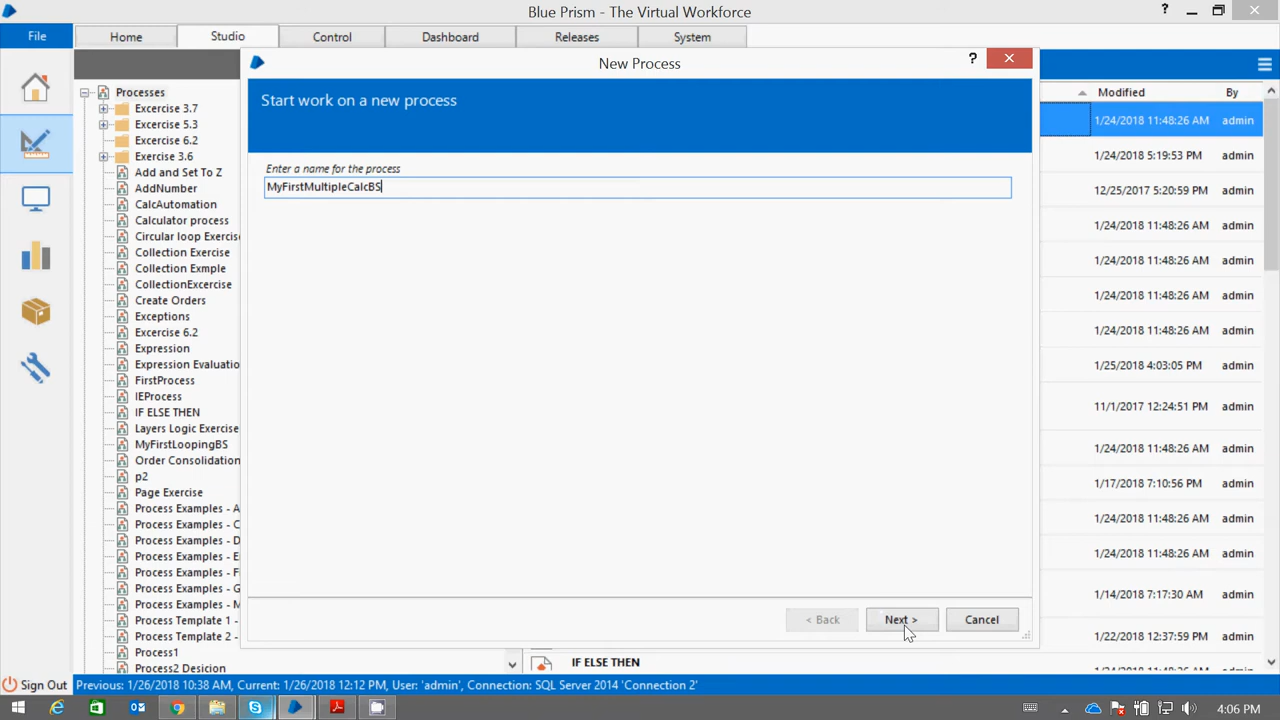 Blue Prism - The Virtual Workforce
?
File
Home
Studio
Control
Dashboard
Releases
System
New Process
?
Start work on a new process
Enter a name for the process
MyFirstMultipleCalcBS
< Back
Next >
Cancel
Processes
Excercise 3.7
Excercise 5.3
Excercise 6.2
Exercise 3.6
Add and Set To Z
AddNumber
CalcAutomation
Calculator process
Circular loop Exercise
Collection Exercise
Collection Exmple
CollectionExcercise
Create Orders
Exceptions
Excercise 6.2
Expression
Expression Evaluatio
FirstProcess
IEProcess
IF ELSE THEN
Layers Logic Exercise
MyFirstLoopingBS
Order Consolidation
p2
Page Exercise
Process Examples - A
Process Examples - C
Process Examples - D
Process Examples - E
Process Examples - F
Process Examples - G
Process Examples - M
Process Template 1 -
Process Template 2 -
Process1
Process2 Desicion
Modified By
1/24/2018 11:48:26 AM admin
1/24/2018 5:19:53 PM admin
12/25/2017 5:20:59 PM admin
1/24/2018 11:48:26 AM admin
1/24/2018 11:48:26 AM admin
1/24/2018 11:48:26 AM admin
1/24/2018 11:48:26 AM admin
1/25/2018 4:03:05 PM admin
11/1/2017 12:24:51 PM admin
1/24/2018 11:48:26 AM admin
1/17/2018 7:10:56 PM admin
1/24/2018 11:48:26 AM admin
1/24/2018 11:48:26 AM admin
1/14/2018 7:17:30 AM admin
1/22/2018 12:37:59 PM admin
IF ELSE THEN
1/24/2018 11:48:26 AM admin
Sign Out
Previous: 1/26/2018 10:38 AM, Current: 1/26/2018 12:12 PM, User: 'admin', Connection: SQL Server 2014 'Connection 2'
4:06 PM